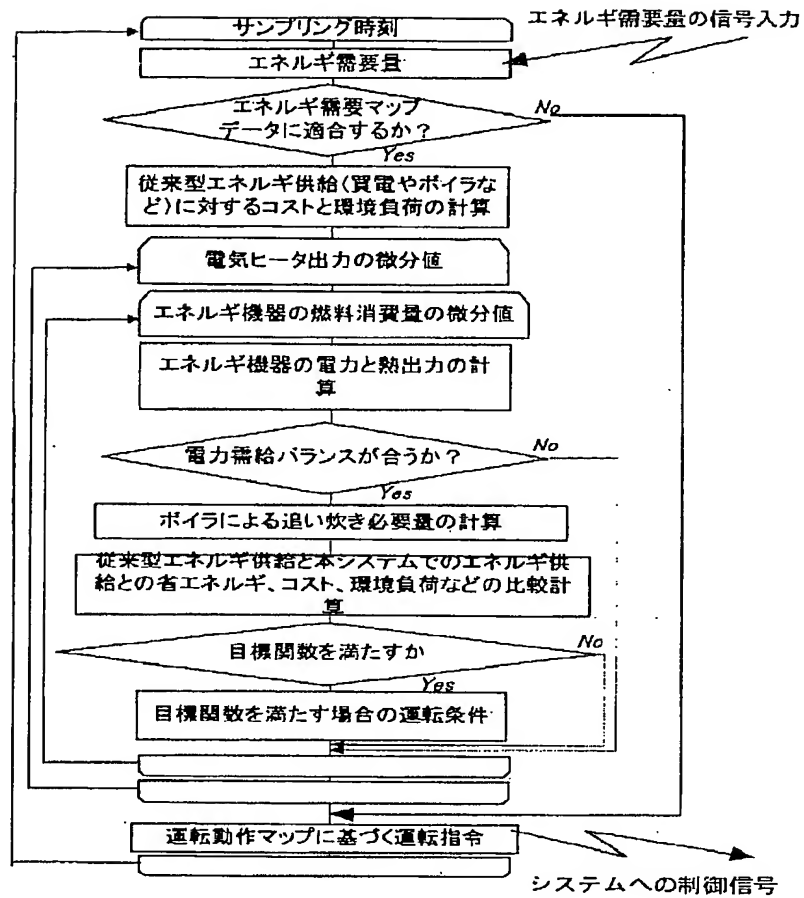 サンプリング時刻
エネルギ需要量の信号入力
エネルギ需要量
エネルギ需要マップ
データに適合するか?
No
Yes
従来型エネルギ供給(買電やボイラな
ど)に対するコストと環境負荷の計算
電気ヒータ出力の微分値
エネルギ機器の燃料消費量の微分値
エネルギ機器の電力と熱出力の計
算
電力需給バランスが合うか?
No
Yes
ボイラによる追い炊き必要量の計算
従来型エネルギ供給と本システムでのエネルギ供
給との省エネルギ、コスト、環境負荷などの比較計
算
目標関数を満たすか
No
Yes
目標関数を満たす場合の運転条件
運転動作マップに基づく運転指令
システムへの制御信号